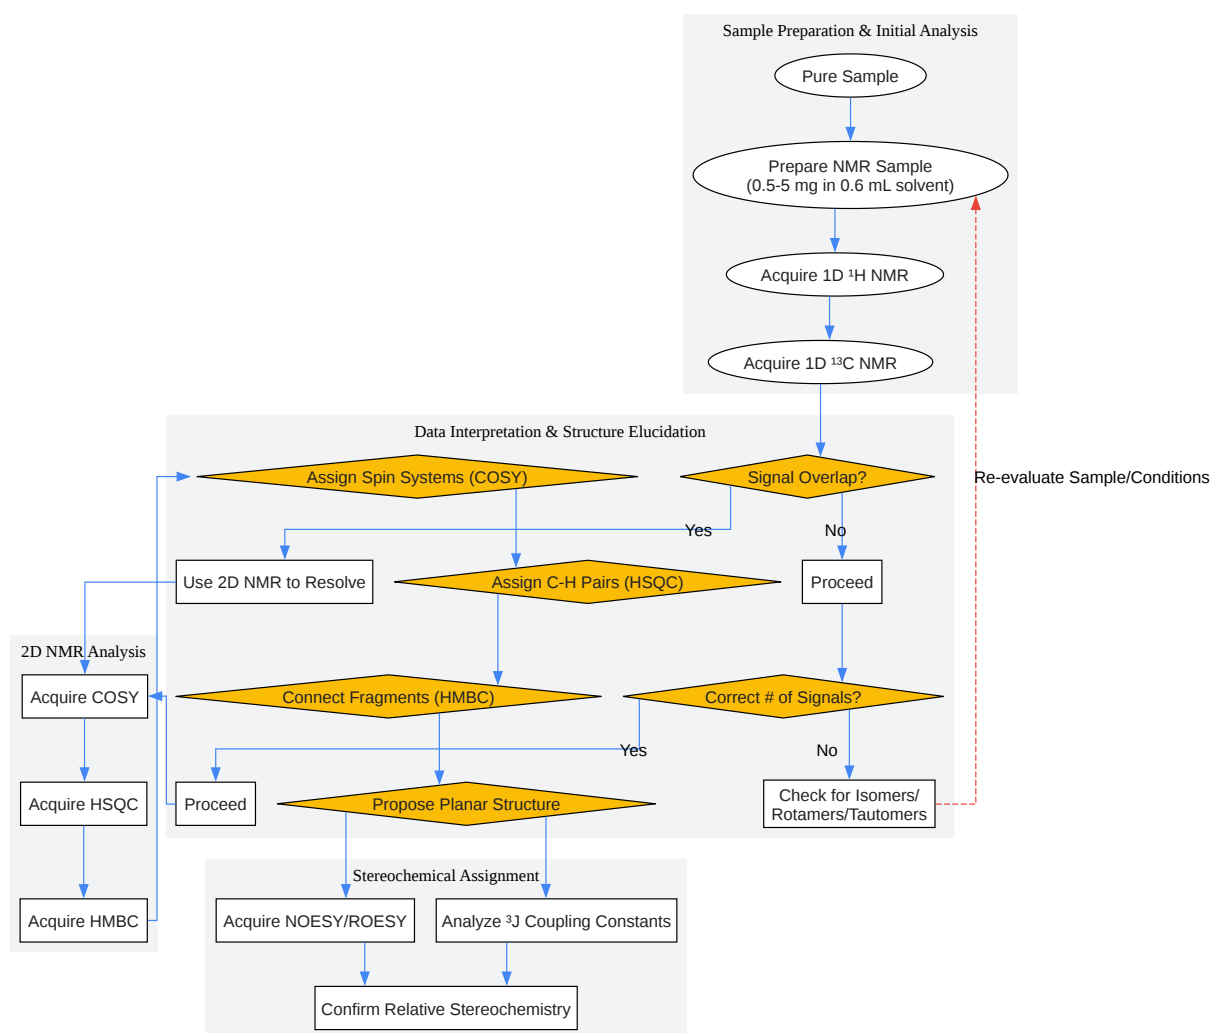 Sample Preparation & Initial Analysis
Pure Sample
Prepare NMR Sample
(0.5-5 mg in 0.6 mL solvent)
Acquire 1D ¹H NMR
Acquire 1D ¹³C NMR
Data Interpretation & Structure Elucidation
Assign Spin Systems (COSY)
Signal Overlap?
Re-evaluate Sample/Conditions
Yes
No
Use 2D NMR to Resolve
Assign C-H Pairs (HSQC)
Proceed
2D NMR Analysis
Acquire COSY
Connect Fragments (HMBC)
Correct # of Signals?
Yes
No
Acquire HSQC
Proceed
Propose Planar Structure
Check for Isomers/
Rotamers/Tautomers
Stereochemical Assignment
Acquire HMBC
Acquire NOESY/ROESY
Analyze ³J Coupling Constants
Confirm Relative Stereochemistry